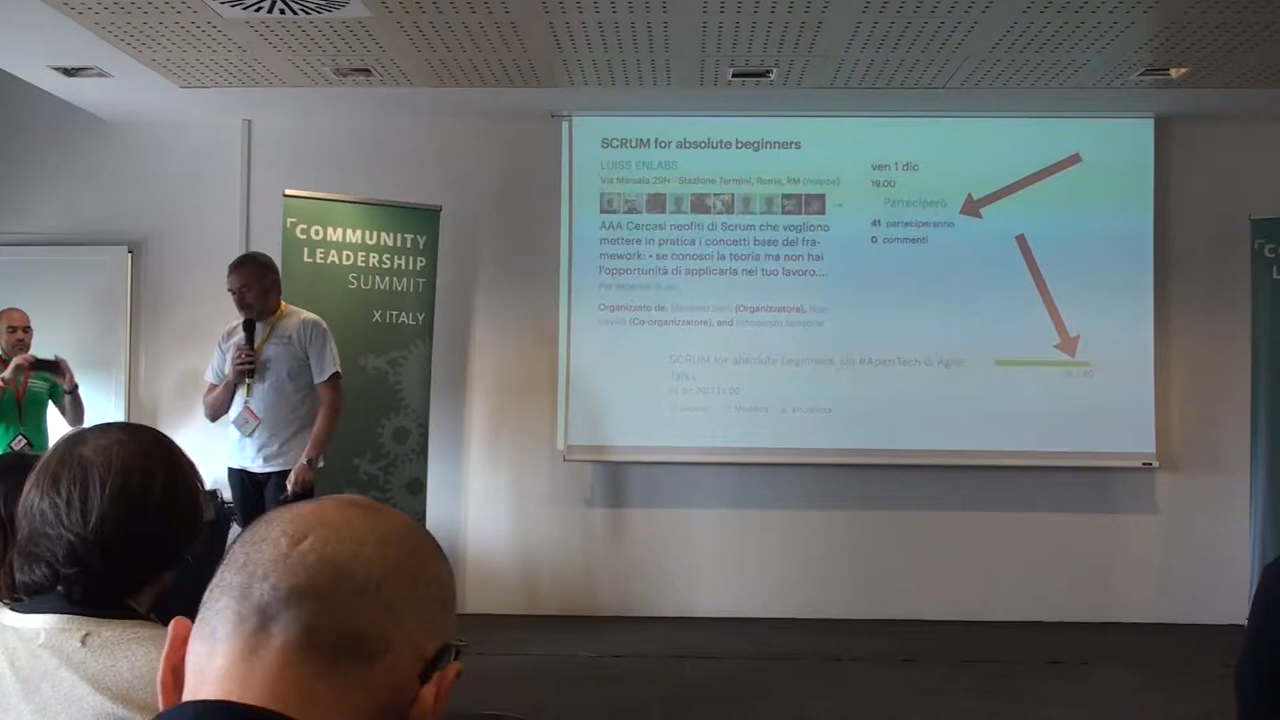 COMMUNITY
LEADERSHIP
SUMMIT
X ITALY
SCRUM for absolute beginners
LUISS ENLABS
Via Marsala 29H - Stazione Termini, Roma, RM (mappa)
AAA Cercasi neofiti di Scrum che vogliono
mettere in pratica i concetti base del fra-
mework: • se conosci la teoria ma non hai
l'opportunità di applicarla nel tuo lavoro....
Organizzato da: (Organizzatore),
(Co-organizzatore), and
ven 1 dic
19.00
Parteciperò
41 parteciperanno
0 commenti
SCRUM for absolute beginners. Un #AperiTech di Agile
Talks
C
L